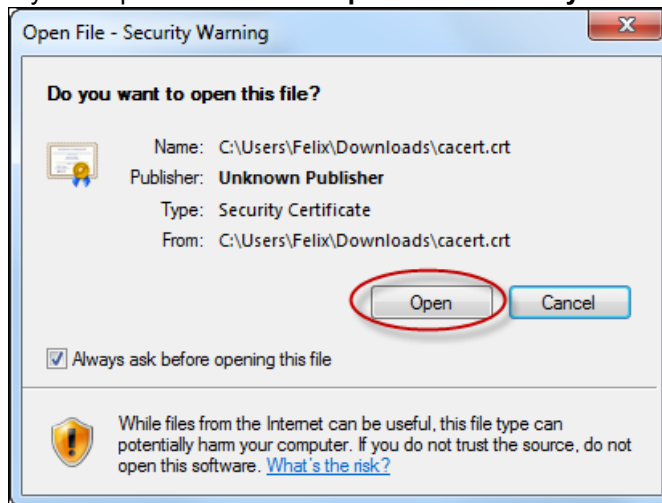 Open File - Security Warning
Do you want to open this file?
Name: C:\Users\Felix\Downloads\cacert.crt
Publisher: Unknown Publisher
Type: Security Certificate
From: C:\Users\Felix\Downloads\cacert.crt
Open Cancel
Always ask before opening this file
While files from the Internet can be useful, this file type can
potentially harm your computer. If you do not trust the source, do not
open this software. What's the risk?